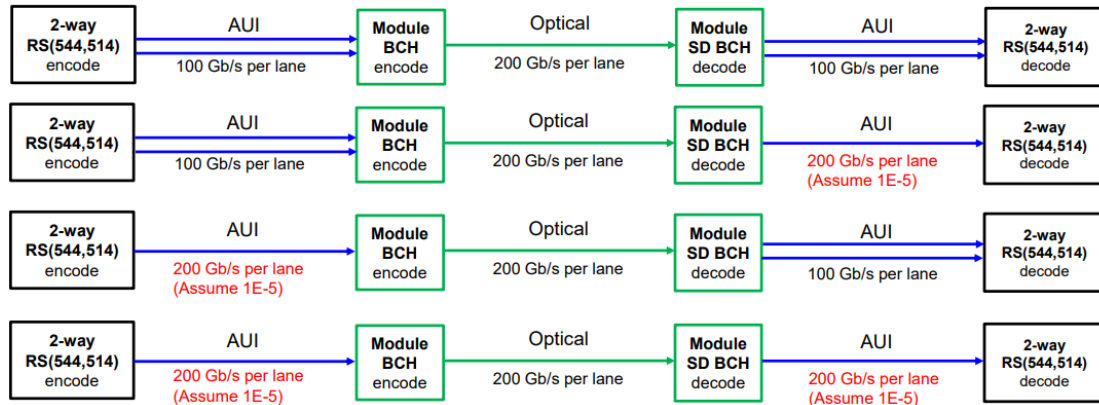 2-way
RS(544,514)
encode
AUI
100 Gb/s per lane
Module
BCH
encode
Optical
200 Gb/s per lane
Module
SD BCH
decode
AUI
100 Gb/s per lane
2-way
RS(544,514)
decode
2-way
RS(544,514)
encode
AUI
100 Gb/s per lane
Module
BCH
encode
Optical
200 Gb/s per lane
Module
SD BCH
decode
AUI
200 Gb/s per lane
(Assume 1E-5)
2-way
RS(544,514)
decode
2-way
RS(544,514)
encode
AUI
200 Gb/s per lane
(Assume 1E-5)
Module
BCH
encode
Optical
200 Gb/s per lane
Module
SD BCH
decode
AUI
100 Gb/s per lane
2-way
RS(544,514)
decode
2-way
RS(544,514)
encode
AUI
200 Gb/s per lane
(Assume 1E-5)
Module
BCH
encode
Optical
200 Gb/s per lane
Module
SD BCH
decode
AUI
200 Gb/s per lane
(Assume 1E-5)
2-way
RS(544,514)
decode